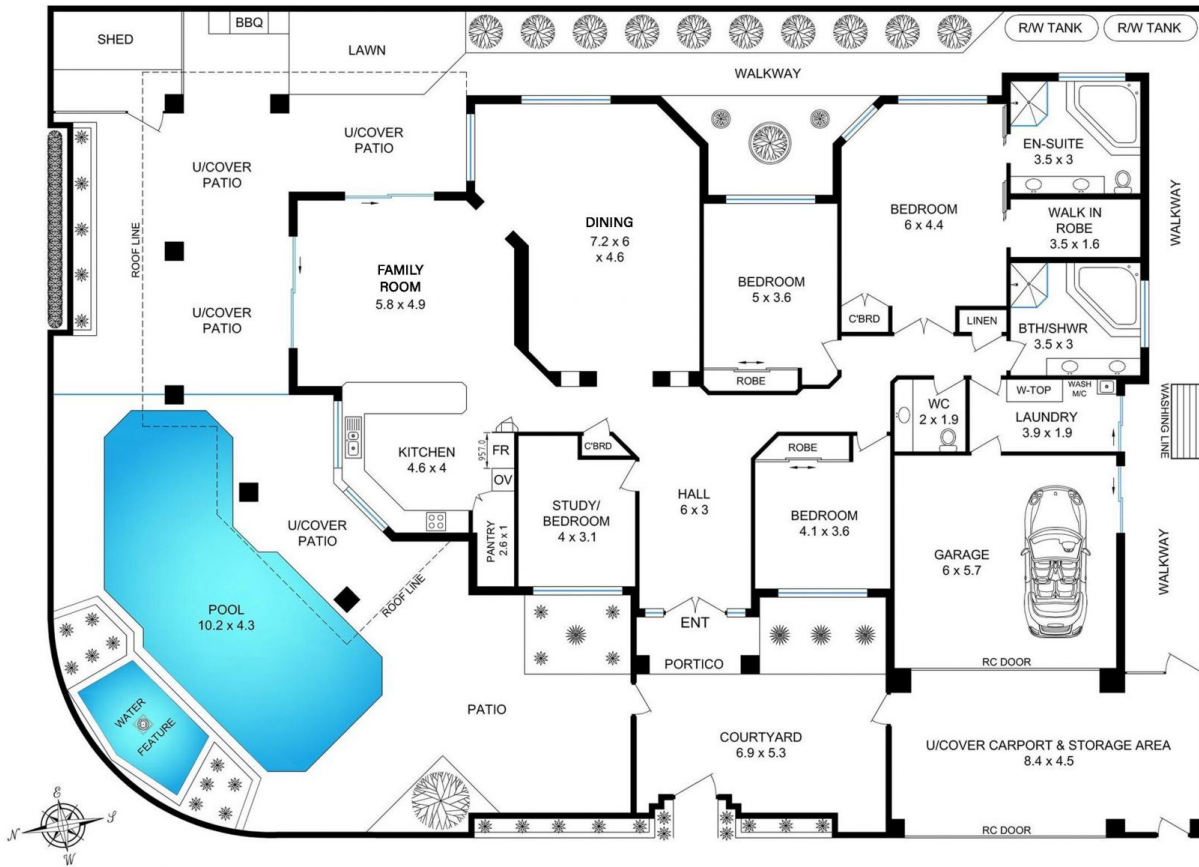 SHED
BBQ
LAWN
R/W TANK
R/W TANK
WALKWAY
U/COVER
PATIO
U/COVER
PATIO
ROOF LINE
U/COVER
PATIO
FAMILY
ROOM
5.8 x 4.9
DINING
7.2 x 6
x 4.6
BEDROOM
5 x 3.6
ROBE
BEDROOM
6 x 4.4
C'BRD
LINEN
EN-SUITE
3.5 x 3
WALK IN
ROBE
3.5 x 1.6
BTH/SHWR
3.5 x 3
WALKWAY
W-TOP
WASH
M/C
LAUNDRY
3.9 x 1.9
WC
2 x 1.9
WASHING LINE
KITCHEN
4.6 x 4
957.0
FR
OV
PANTRY
2.6 x 1
C'BRD
STUDY/
BEDROOM
4 x 3.1
HALL
6 x 3
ROBE
BEDROOM
4.1 x 3.6
GARAGE
6 x 5.7
WALKWAY
RC DOOR
U/COVER
PATIO
ROOF LINE
POOL
10.2 x 4.3
WATER
FEATURE
ENT
PORTICO
PATIO
COURTYARD
6.9 x 5.3
U/COVER CARPORT & STORAGE AREA
8.4 x 4.5
RC DOOR
E
N
S
W